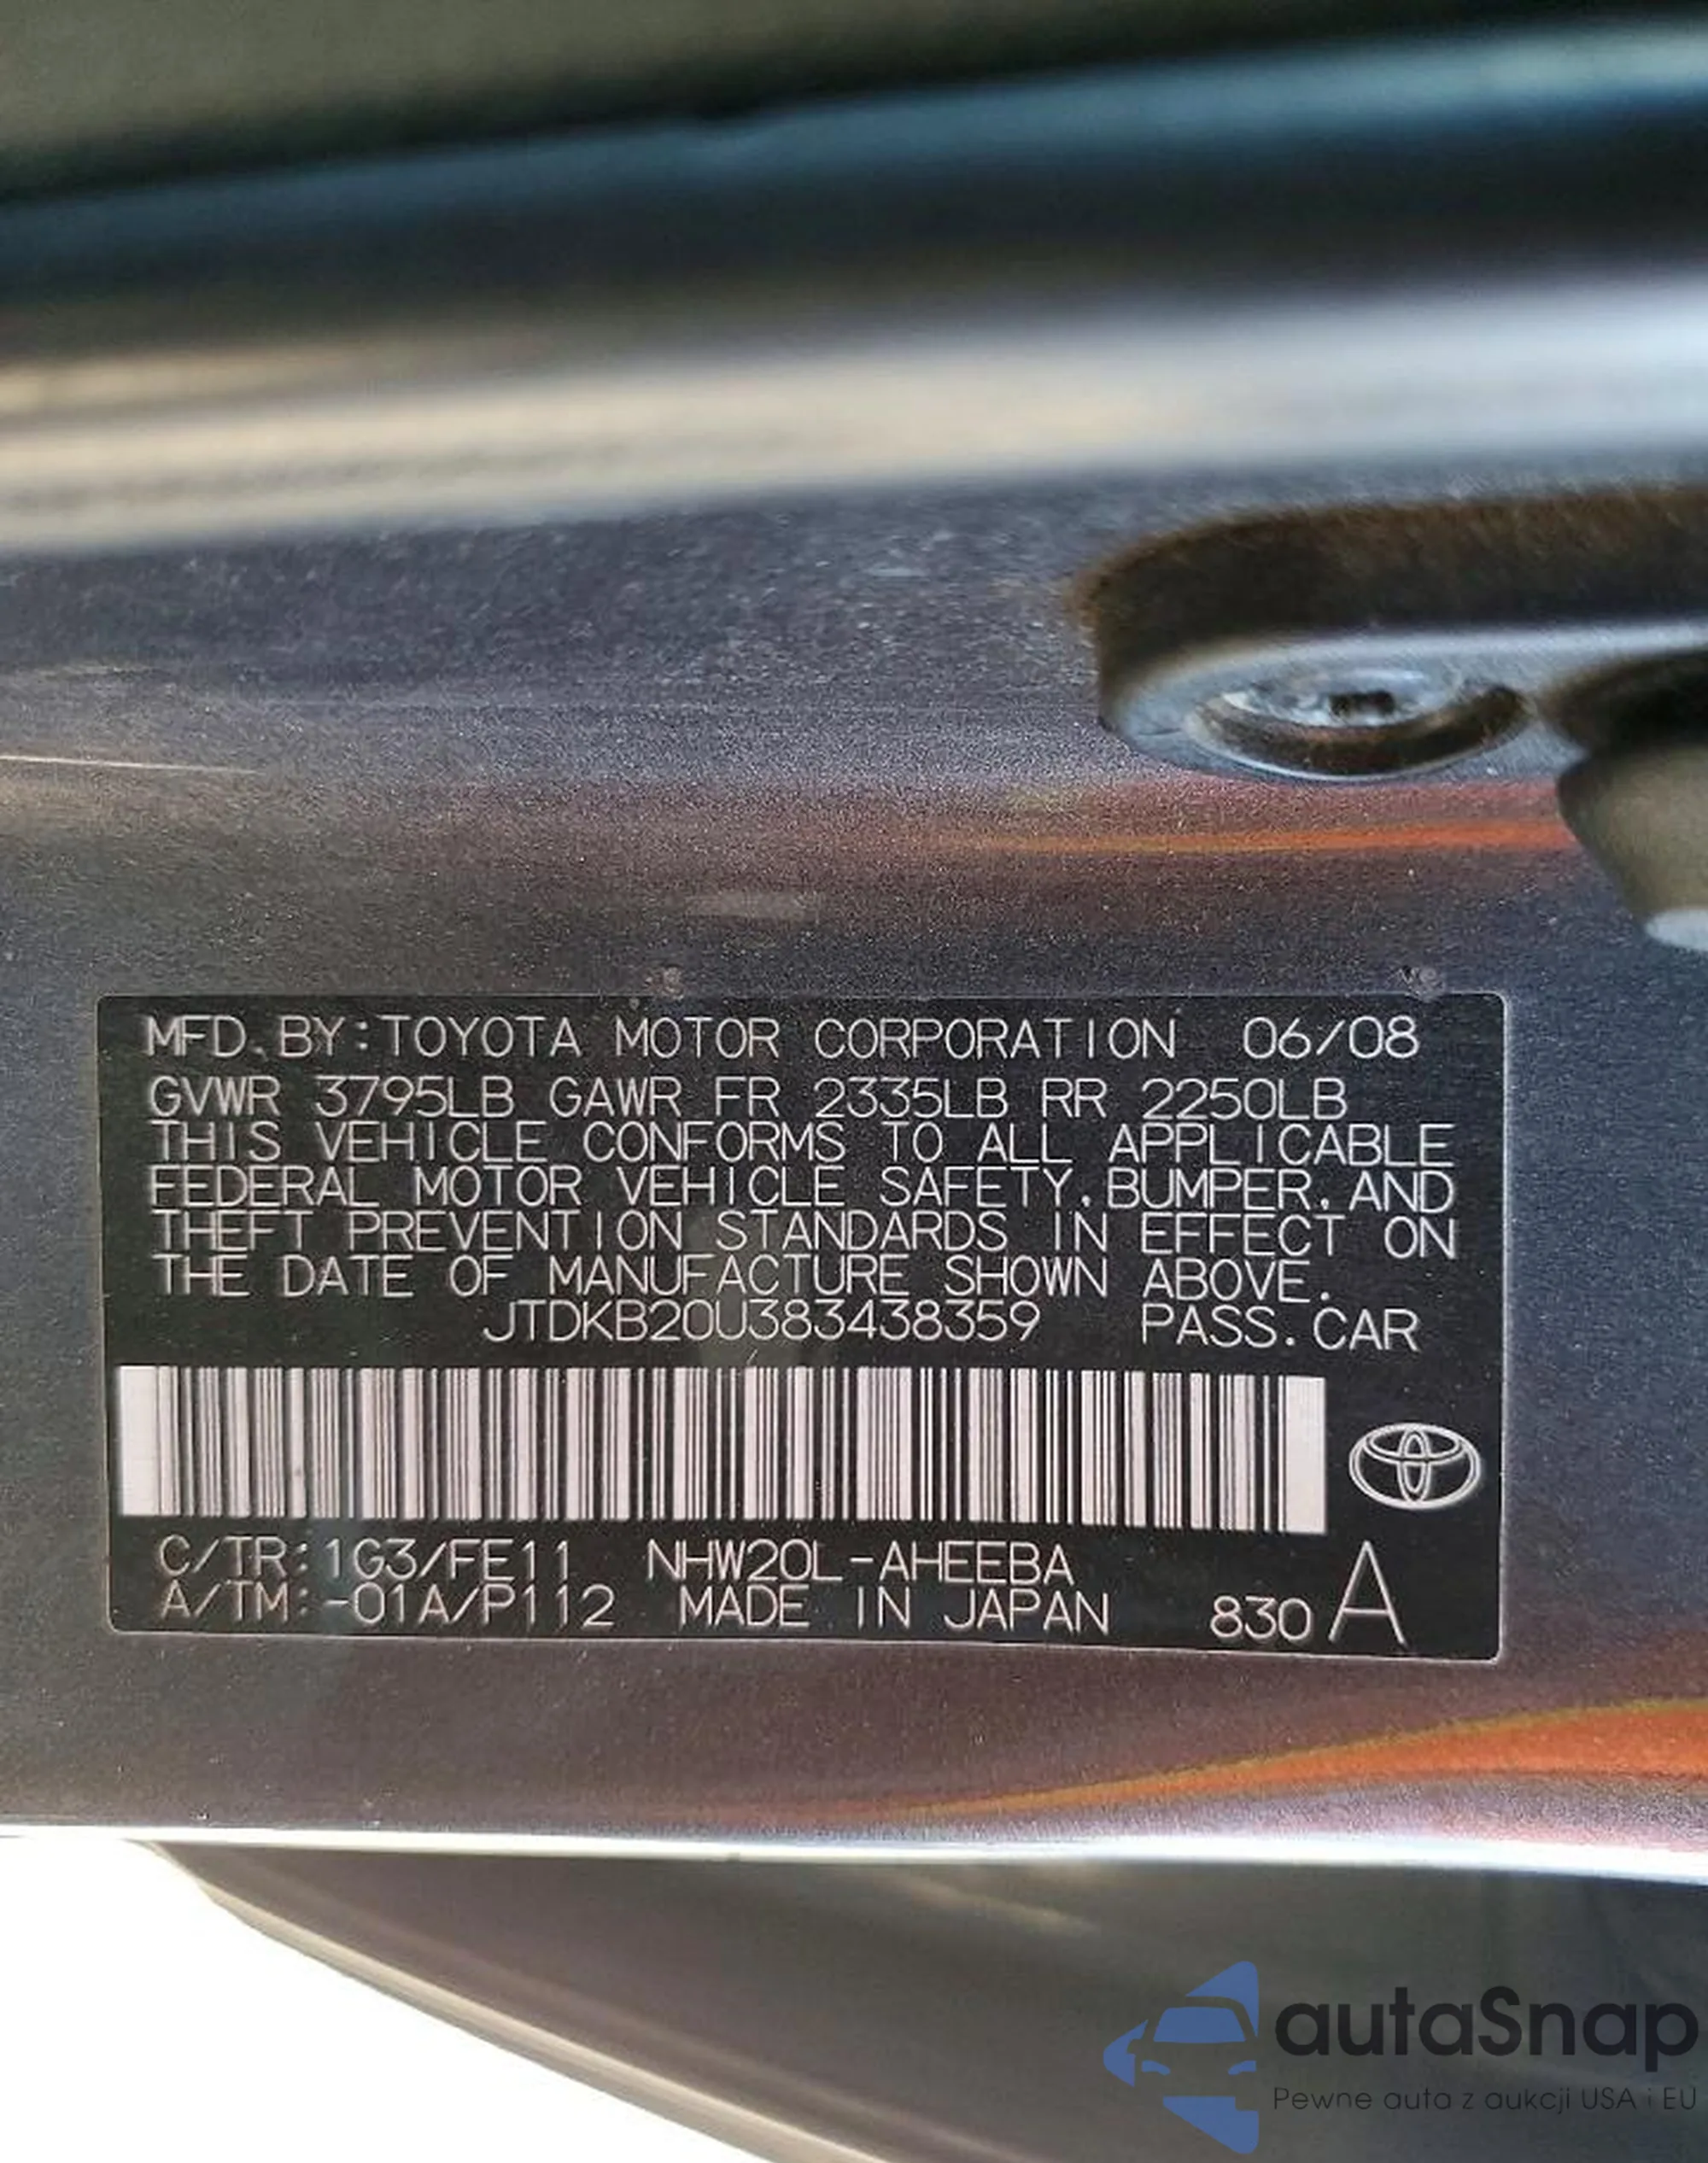 MFD.BY:TOYOTA MOTOR CORPORATION 06/08
GVWR 3795LB GAWR FR 2335LB RR 2250LB
THIS VEHICLE CONFORMS TO ALL APPLICABLE
FEDERAL MOTOR VEHICLE SAFETY,BUMPER,AND
THEFT PREVENTION STANDARDS IN EFFECT ON
THE DATE OF MANUFACTURE SHOWN ABOVE.
JTDKB20U383438359 PASS.CAR
C/TR:1G3/FE11 NHW20L-AHEEBA
A/TM:-01A/P112 MADE IN JAPAN 830 A
autaSnap
Pewne auta z aukcji USA i EU